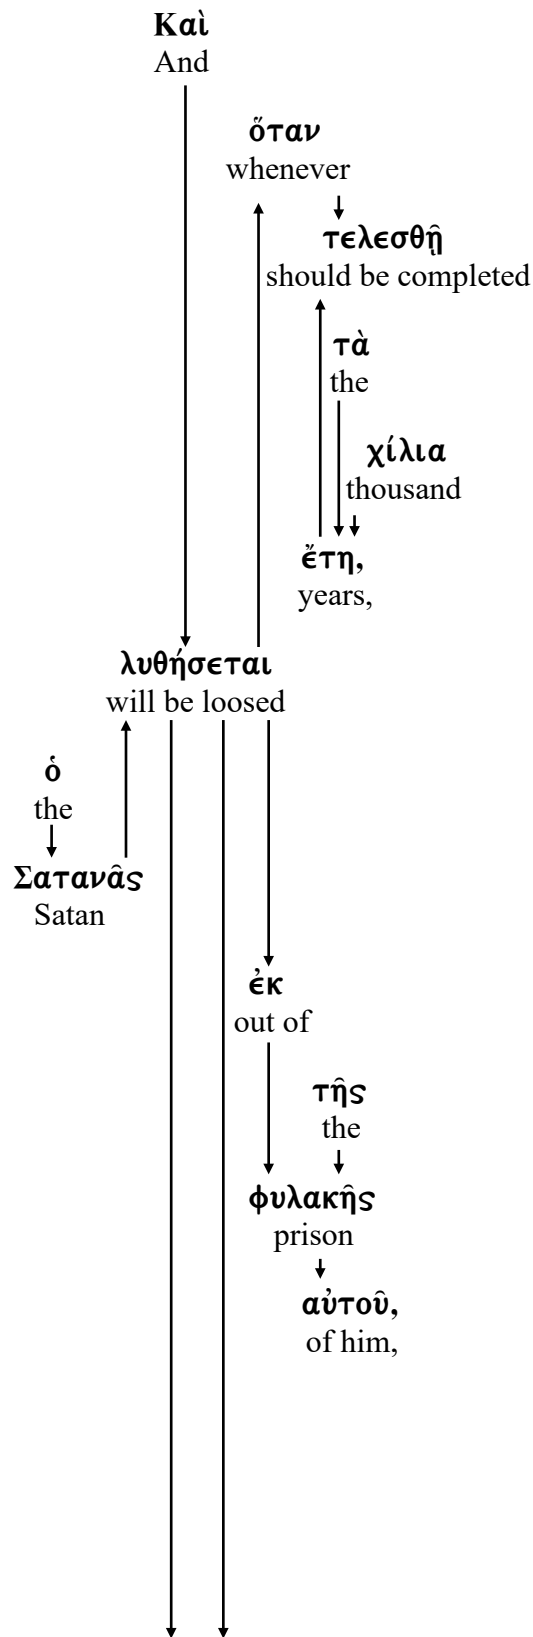 Καὶ
And
ὅταν
whenever
τελεσθῇ
should be completed
τὰ
the
χίλια
thousand
ἔτη,
years,
λυθήσεται
will be loosed
ὁ
the
Σατανᾶς
Satan
ἐκ
out of
τῆς
the
φυλακῆς
prison
αὐτοῦ,
of him,